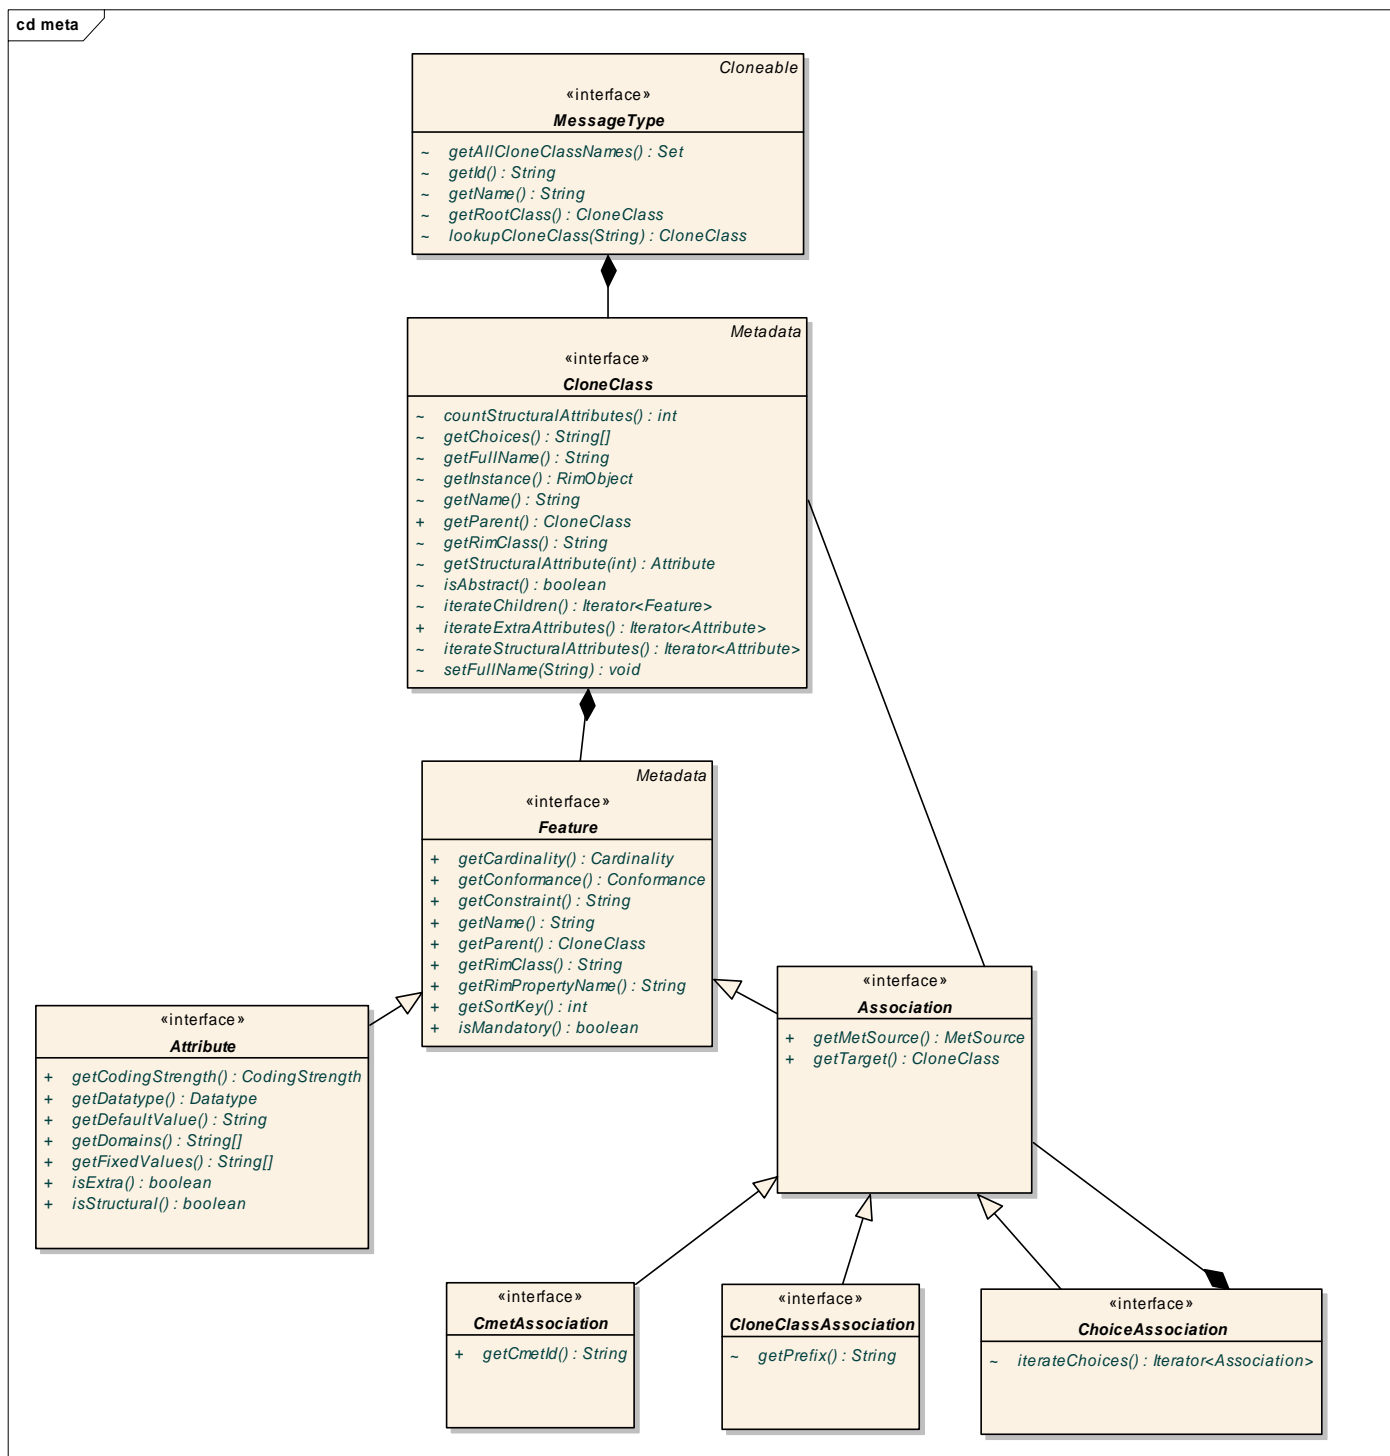 cd meta
Cloneable
«interface»
MessageType
~ getAllCloneClassNames() : Set
~ getId() : String
~ getName() : String
~ getRootClass() : CloneClass
~ lookupCloneClass(String) : CloneClass
Metadata
«interface»
CloneClass
~ countStructuralAttributes() : int
~ getChoices() : String[]
~ getFullName() : String
~ getInstance() : RimObject
~ getName() : String
+ getParent() : CloneClass
~ getRimClass() : String
~ getStructuralAttribute(int) : Attribute
~ isAbstract() : boolean
~ iterateChildren() : Iterator<Feature>
+ iterateExtraAttributes() : Iterator<Attribute>
~ iterateStructuralAttributes() : Iterator<Attribute>
~ setFullName(String) : void
Metadata
«interface»
Feature
+ getCardinality() : Cardinality
+ getConformance() : Conformance
+ getConstraint() : String
+ getName() : String
+ getParent() : CloneClass
+ getRimClass() : String
+ getRimPropertyName() : String
+ getSortKey() : int
+ isMandatory() : boolean
«interface»
Association
+ getMetSource() : MetSource
+ getTarget() : CloneClass
«interface»
Attribute
+ getCodingStrength() : CodingStrength
+ getDatatype() : Datatype
+ getDefaultValue() : String
+ getDomains() : String[]
+ getFixedValues() : String[]
+ isExtra() : boolean
+ isStructural() : boolean
«interface»
CmetAssociation
+ getCmetId() : String
«interface»
CloneClassAssociation
~ getPrefix() : String
«interface»
ChoiceAssociation
~ iterateChoices() : Iterator<Association>